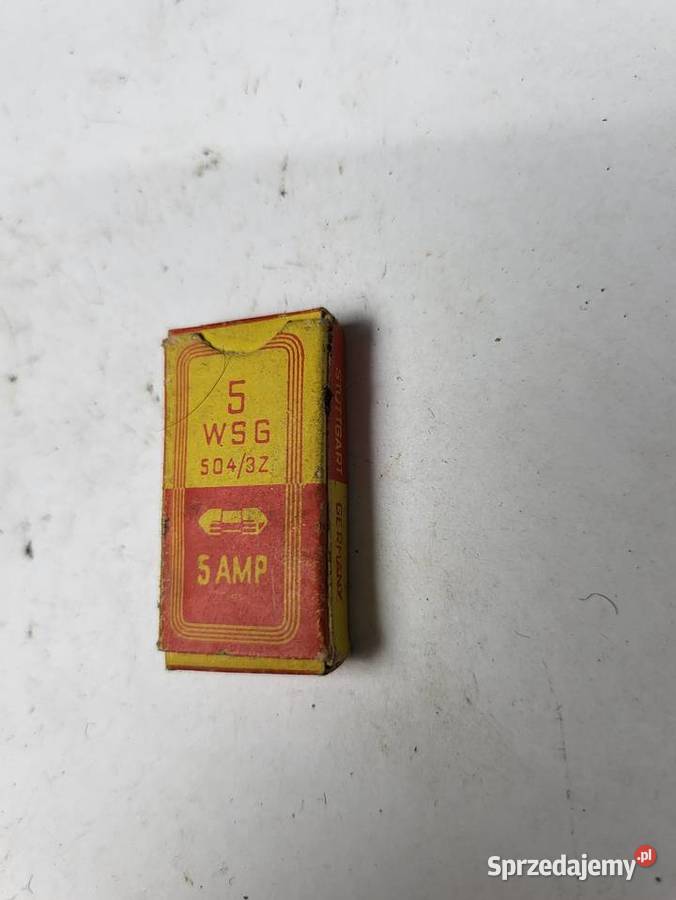 5
WSG
504/3Z
5 AMP
STUTTGART GERMANY
Sprzedajemy.pl